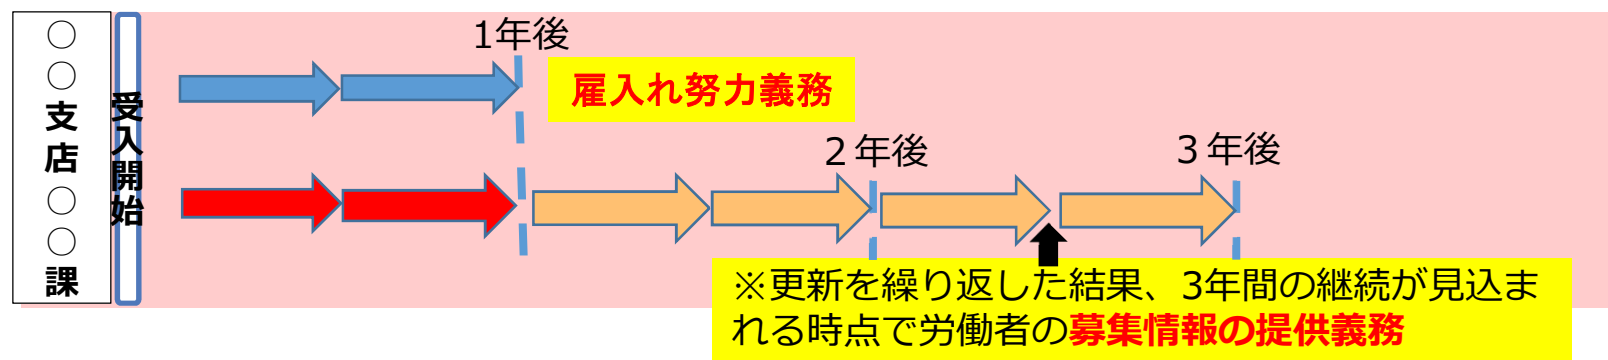 ○○支店○○課
受入開始
1年後
雇入れ努力義務
２年後
３年後
※更新を繰り返した結果、3年間の継続が見込ま
れる時点で労働者の募集情報の提供義務